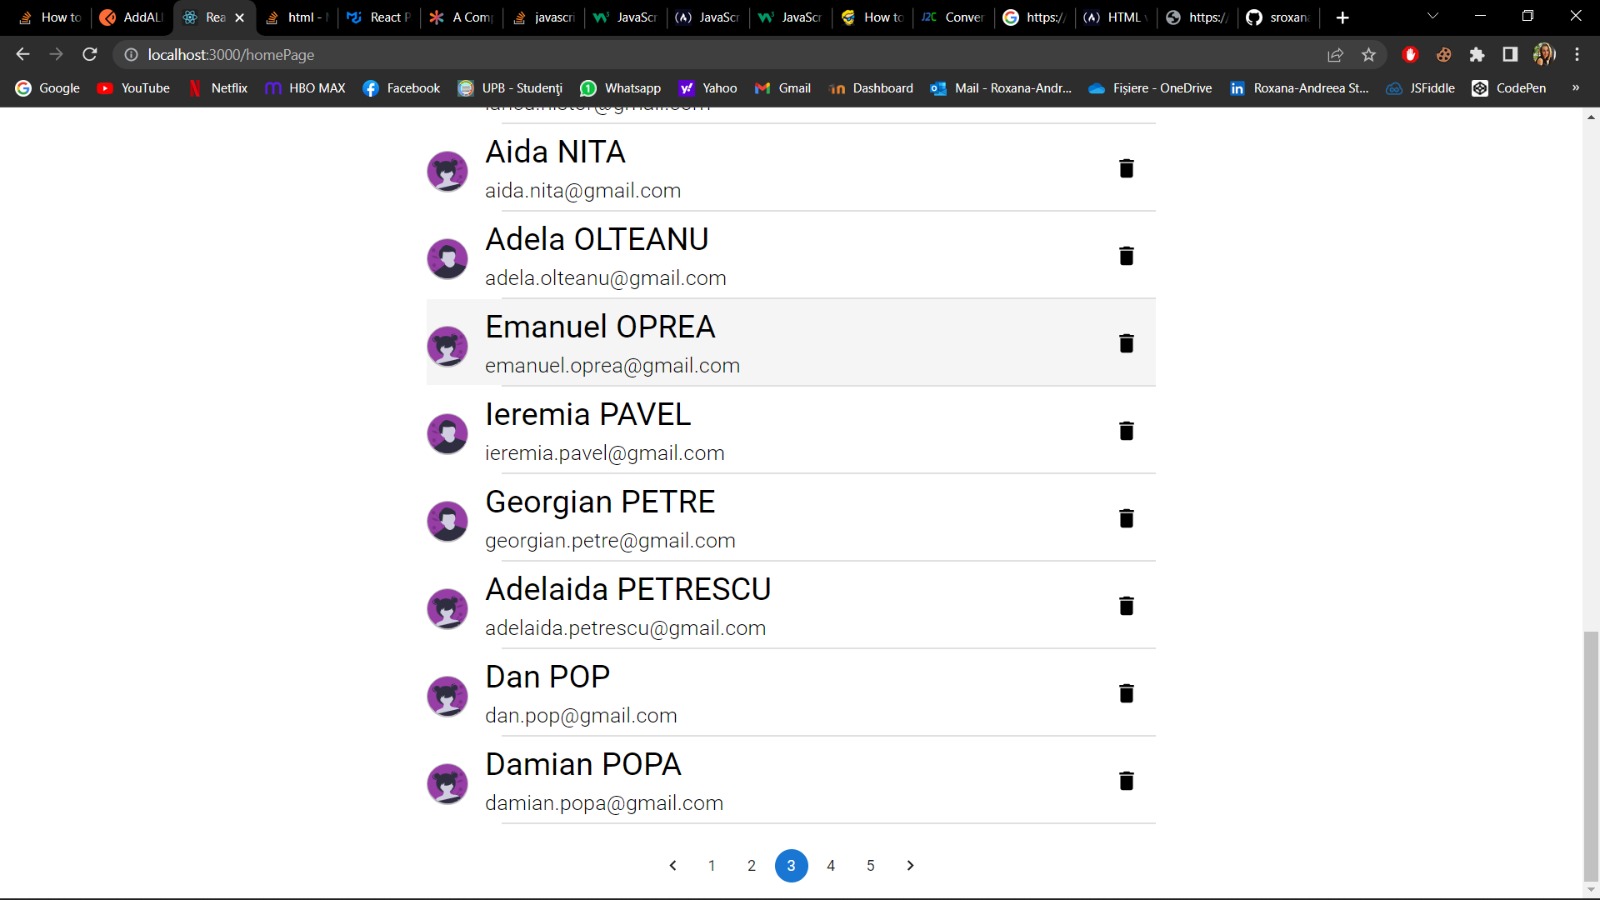 How to
AddAL
Rea
html -
React P
A Com
javascri
JavaScr
JavaScr
JavaScr
How to
Conver
https:/
HTML
https:/
sroxan
localhost:3000/homePage
Google
YouTube
Netflix
HBO MAX
Facebook
UPB - Studenți
Whatsapp
Yahoo
Gmail
Dashboard
Mail - Roxana-Andr...
Fișiere - OneDrive
Roxana-Andreea St...
JSFiddle
CodePen
»
Aida NITA
aida.nita@gmail.com
Adela OLTEANU
adela.olteanu@gmail.com
Emanuel OPREA
emanuel.oprea@gmail.com
Ieremia PAVEL
ieremia.pavel@gmail.com
Georgian PETRE
georgian.petre@gmail.com
Adelaida PETRESCU
adelaida.petrescu@gmail.com
Dan POP
dan.pop@gmail.com
Damian POPA
damian.popa@gmail.com
1 2 3 4 5